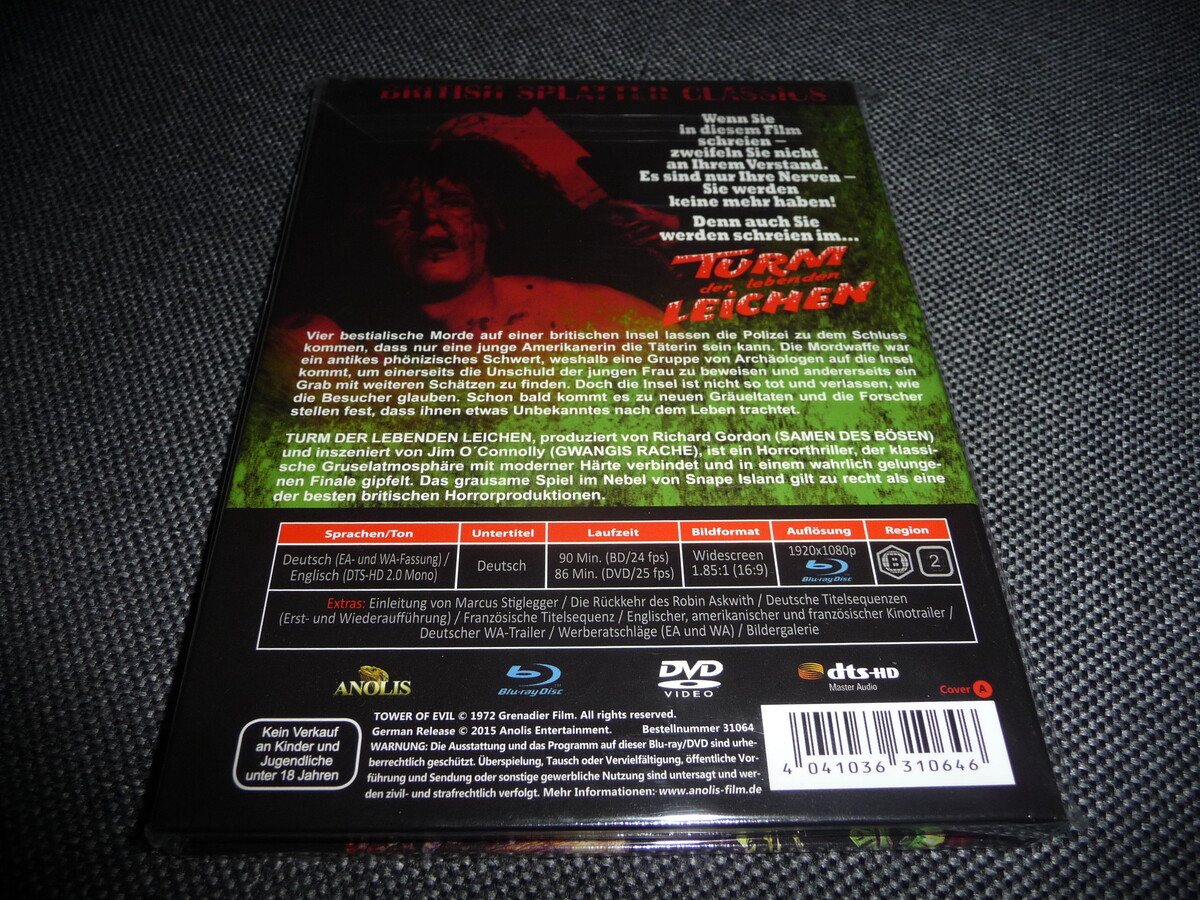 BRITISH SPLATTER CLASSICS
Wenn Sie
in diesem Film
schreien –
zweifeln Sie nicht
an Ihrem Verstand.
Es sind nur Ihre Nerven –
Sie werden
keine mehr haben!
Denn auch Sie
werden schreien im...
TURM
der lebenden
LEICHEN
Vier bestialische Morde auf einer britischen Insel lassen die Polizei zu dem Schluss
kommen, dass nur eine junge Amerikanerin die Täterin sein kann. Die Mordwaffe war
ein antikes phönizisches Schwert, weshalb eine Gruppe von Archäologen auf die Insel
kommt, um einerseits die Unschuld der jungen Frau zu beweisen und andererseits ein
Grab mit weiteren Schätzen zu finden. Doch die Insel ist nicht so tot und verlassen, wie
die Besucher glauben. Schon bald kommt es zu neuen Gräueltaten und die Forscher
stellen fest, dass ihnen etwas Unbekanntes nach dem Leben trachtet.
TURM DER LEBENDEN LEICHEN, produziert von Richard Gordon (SAMEN DES BÖSEN)
und inszeniert von Jim O´Connolly (GWANGIS RACHE), ist ein Horrorthriller, der klassi-
sche Gruselatmosphäre mit moderner Härte verbindet und in einem wahrlich gelunge-
nen Finale gipfelt. Das grausame Spiel im Nebel von Snape Island gilt zu recht als eine
der besten britischen Horrorproduktionen.
Sprachen/Ton Untertitel Laufzeit Bildformat Auflösung Region
Deutsch (EA- und WA-Fassung) /
Englisch (DTS-HD 2.0 Mono)
Deutsch
90 Min. (BD/24 fps)
86 Min. (DVD/25 fps)
Widescreen
1.85:1 (16:9)
1920x1080p
Blu-ray Disc
B 2
Extras: Einleitung von Marcus Stiglegger / Die Rückkehr des Robin Askwith / Deutsche Titelsequenzen
(Erst- und Wiederaufführung) / Französische Titelsequenz / Englischer, amerikanischer und französischer Kinotrailer /
Deutscher WA-Trailer / Werberatschläge (EA und WA) / Bildergalerie
ANOLIS
Blu-ray Disc
DVD
VIDEO
dts-HD
Master Audio
Cover A
Kein Verkauf
an Kinder und
Jugendliche
unter 18 Jahren
TOWER OF EVIL © 1972 Grenadier Film. All rights reserved.
German Release © 2015 Anolis Entertainment. Bestellnummer 31064
WARNUNG: Die Ausstattung und das Programm auf dieser Blu-ray/DVD sind urhe-
berrechtlich geschützt. Überspielung, Tausch oder Vervielfältigung, öffentliche Vor-
führung und Sendung oder sonstige gewerbliche Nutzung sind untersagt und wer-
den zivil- und strafrechtlich verfolgt. Mehr Informationen: www.anolis-film.de
4 041036 310646